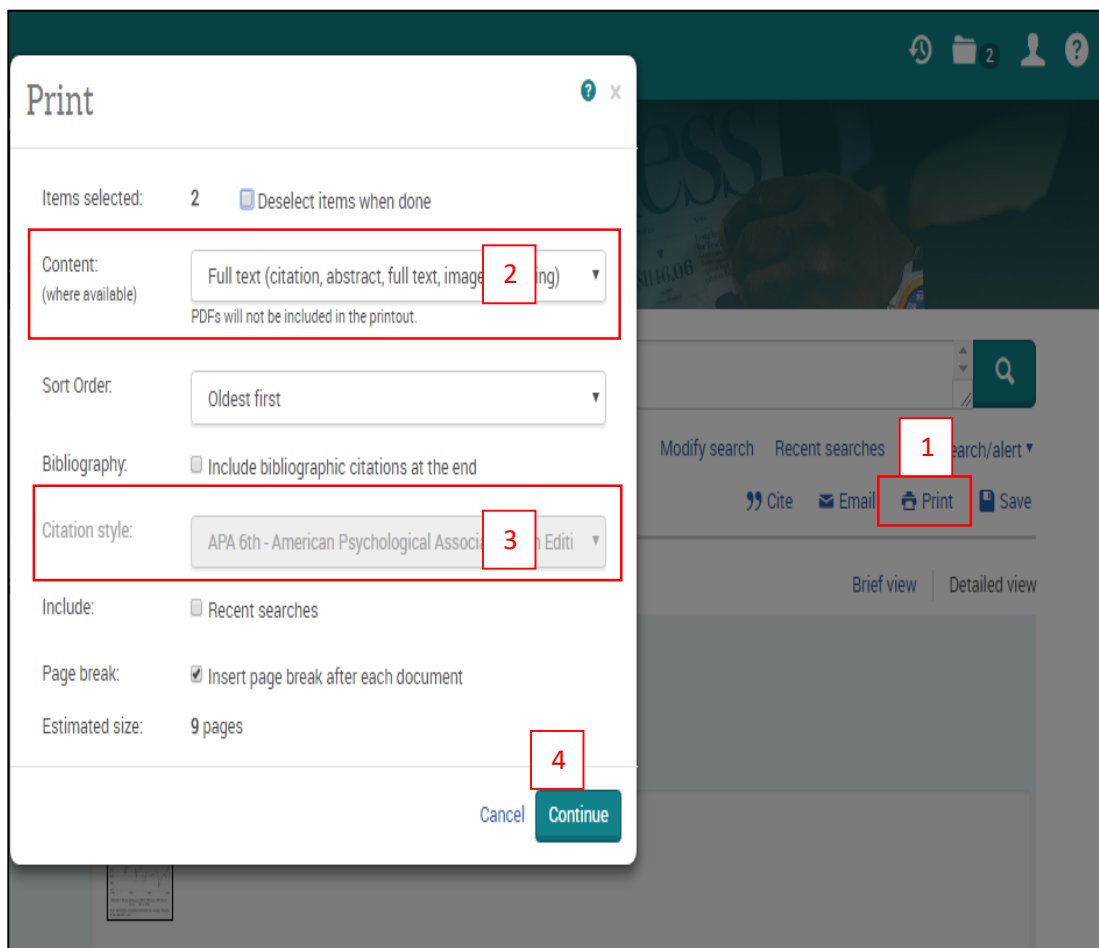 2
Print
?
?
×
Items selected: 2 Deselect items when done
Content: Full text (citation, abstract, full text, image 2 ing)
(where available)
PDFs will not be included in the printout.
Sort Order: Oldest first
Bibliography: Include bibliographic citations at the end
Citation style: APA 6th - American Psychological Associa 3 n Editi
Include: Recent searches
Page break: Insert page break after each document
Estimated size: 9 pages
4
Cancel Continue
ess
$1116.06
Modify search Recent searches 1 earch/alert
Cite Email Print Save
Brief view Detailed view